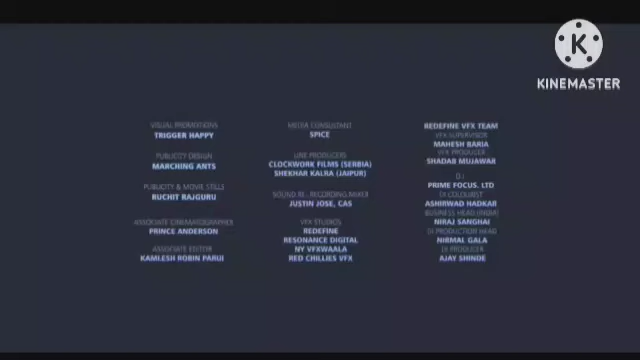 KINEMASTER
VISUAL PROMOTIONS
TRIGGER HAPPY
PUBLICITY DESIGN
MARCHING ANTS
PUBLICITY & MOVIE STILLS
RUCHIT RAJGURU
ASSOCIATE CINEMATOGRAPHER
PRINCE ANDERSON
ASSOCIATE EDITOR
KAMLESH ROBIN PARUI
MEDIA CONSULTANT
SPICE
LINE PRODUCERS
CLOCKWORK FILMS (SERBIA)
SHEKHAR KALRA (JAIPUR)
SOUND RE - RECORDING MIXER
JUSTIN JOSE, CAS
VFX STUDIOS
REDEFINE
RESONANCE DIGITAL
NY VFXWAALA
RED CHILLIES VFX
REDEFINE VFX TEAM
VFX SUPERVISOR
MAHESH BARIA
VFX PRODUCER
SHADAB MUJAWAR
D.I
PRIME FOCUS. LTD
DI COLOURIST
ASHIRWAD HADKAR
BUSINESS HEAD (INDIA)
NIRAJ SANGHAI
DI PRODUCTION HEAD
NIRMAL GALA
DI PRODUCER
AJAY SHINDE